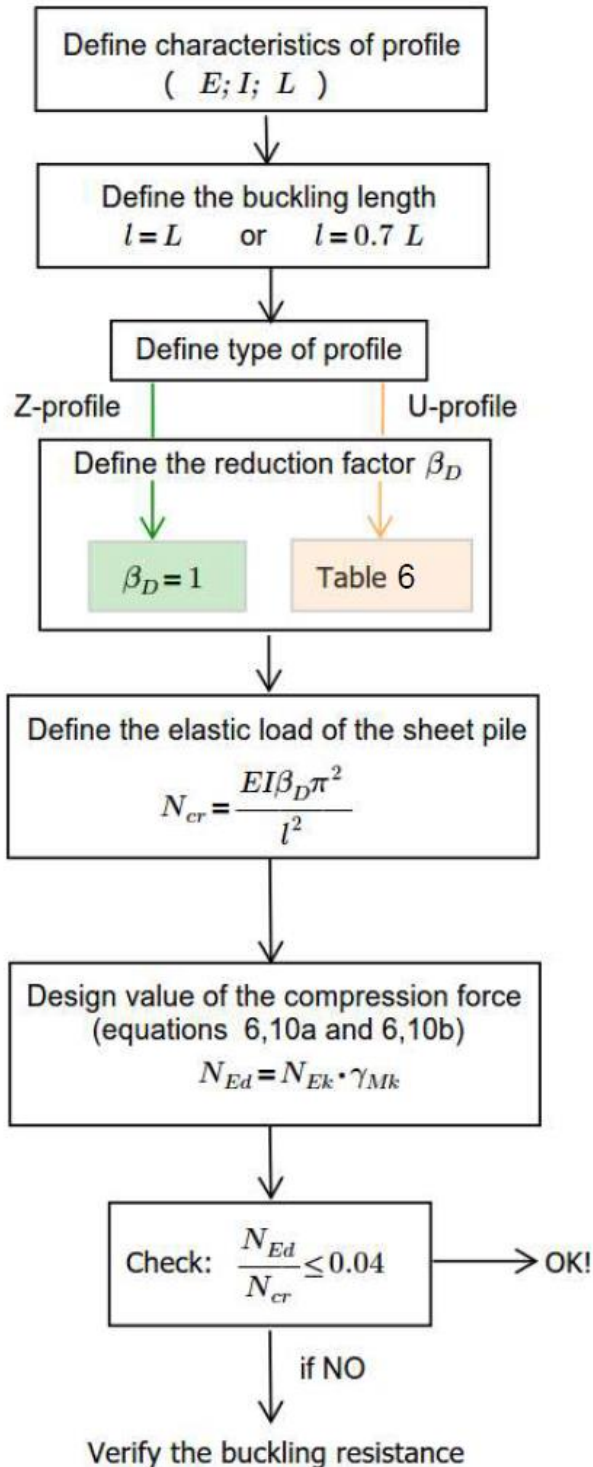 Define characteristics of profile
( E; I; L )
Define the buckling length
l = L or l = 0.7 L
Define type of profile
Z-profile U-profile
Define the reduction factor β_D
β_D = 1 Table 6
Define the elastic load of the sheet pile
N_cr = EIβ_Dπ² / l²
Design value of the compression force
(equations 6,10a and 6,10b)
N_Ed = N_Ek · γ_Mk
Check: N_Ed / N_cr ≤ 0.04 OK!
if NO
Verify the buckling resistance